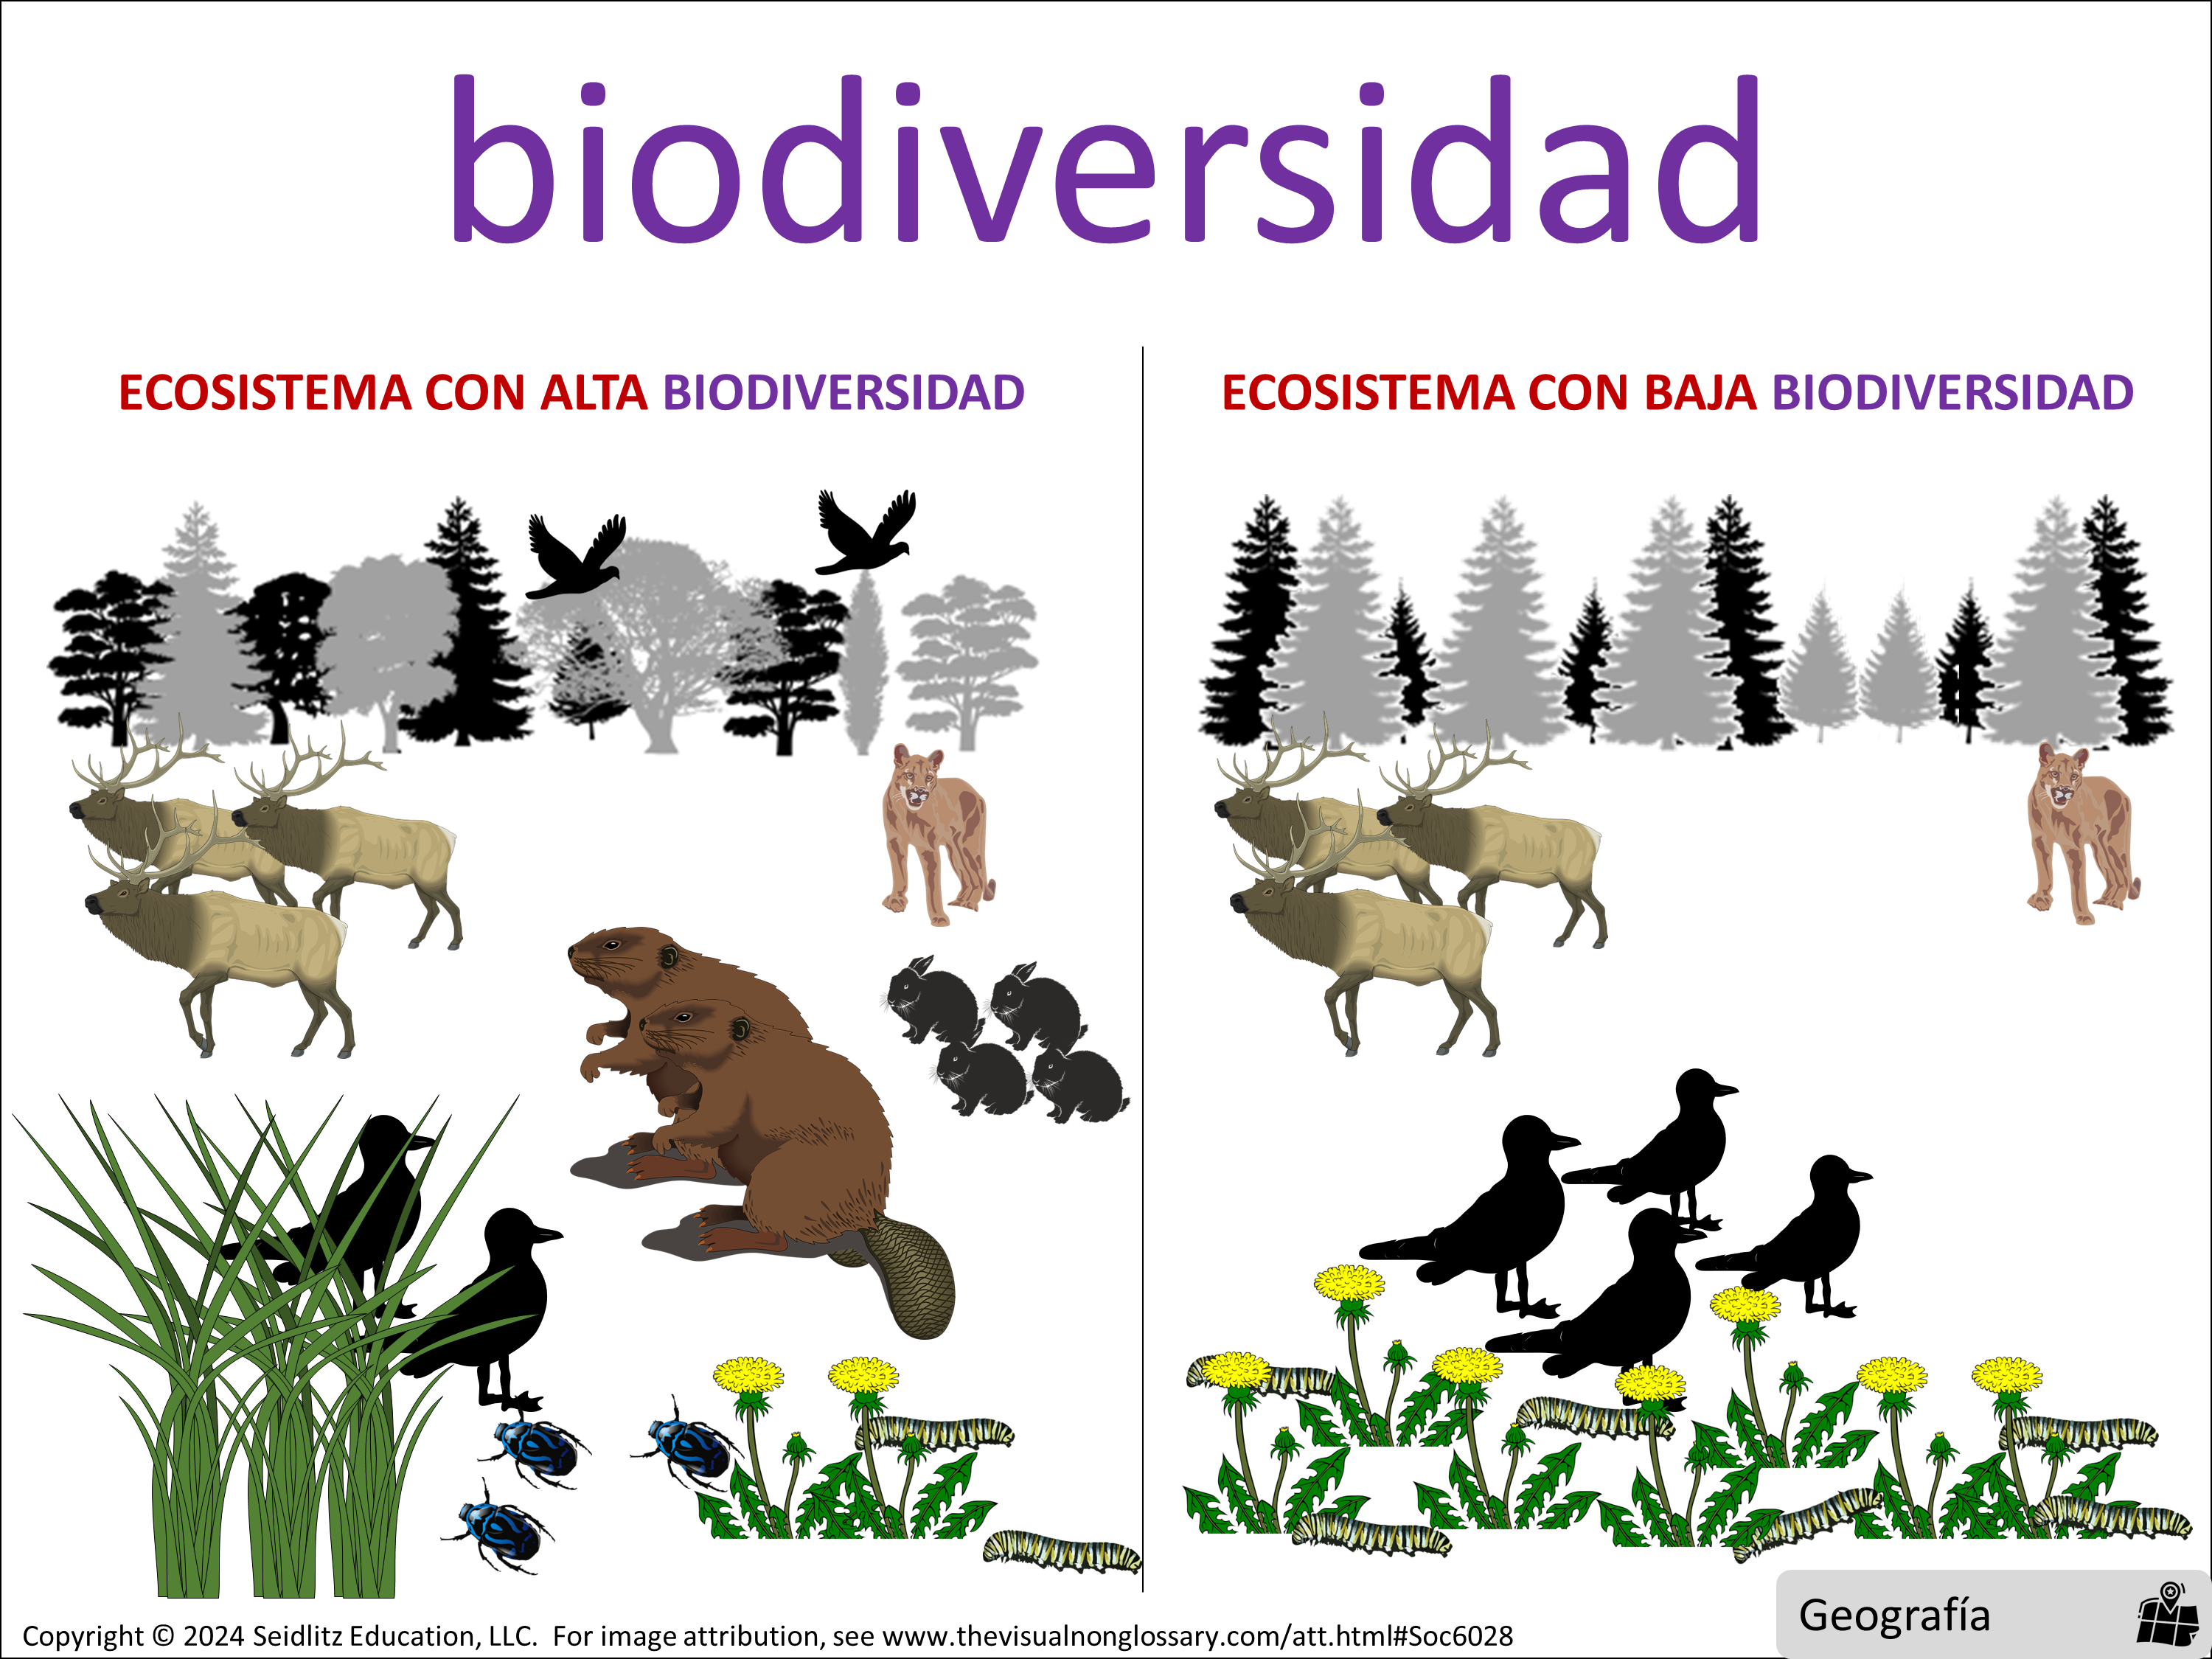 biodiversidad
ECOSISTEMA CON ALTA BIODIVERSIDAD
ECOSISTEMA CON BAJA BIODIVERSIDAD
Geografía
Copyright © 2024 Seidlitz Education, LLC. For image attribution, see www.thevisualnonglossary.com/att.html#Soc6028